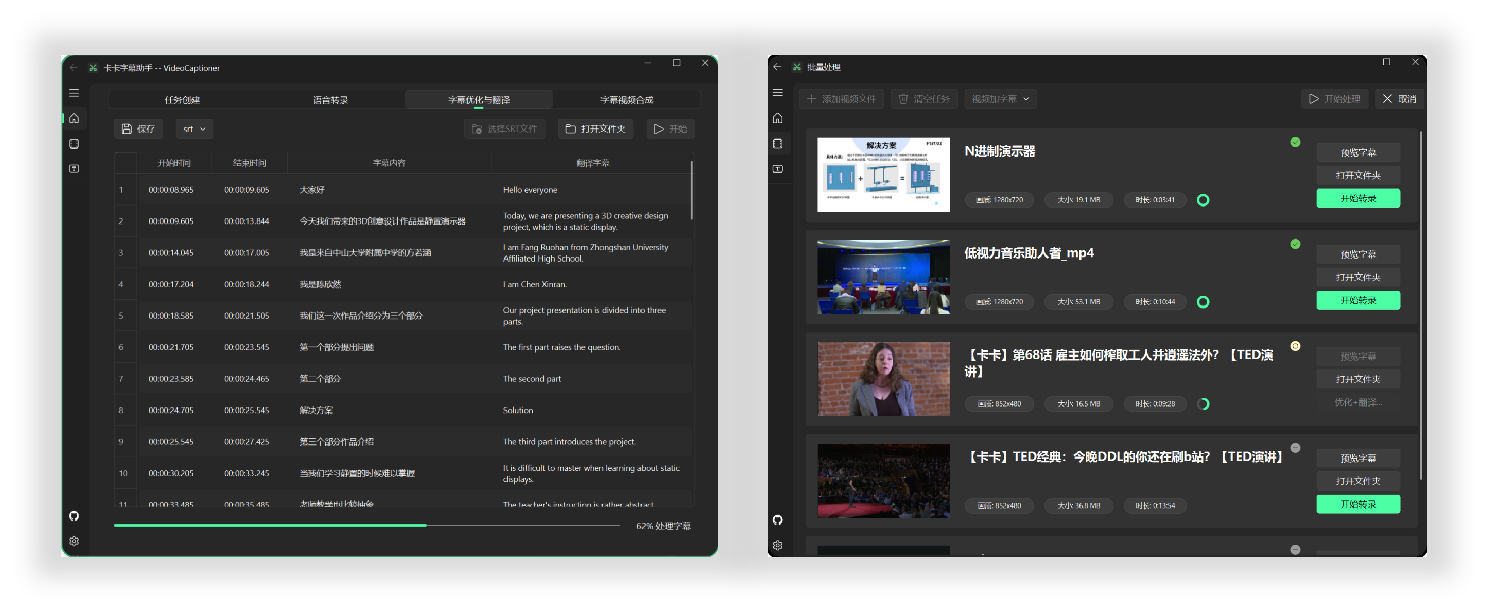 卡卡字幕助手 -- VideoCaptioner
任务创建 语音转录 字幕优化与翻译 字幕视频合成
保存 srt 选择SRT文件 打开文件夹 开始
开始时间 结束时间 字幕内容 翻译字幕
1 00:00:08.965 00:00:09.605 大家好 Hello everyone
2 00:00:09.605 00:00:13.844 今天我们带来的3D创意设计作品是静置演示器 Today, we are presenting a 3D creative design
project, which is a static display.
3 00:00:14.045 00:00:17.005 我是来自中山大学附属中学的方若涵 I am Fang Ruohan from Zhongshan University
Affiliated High School.
4 00:00:17.204 00:00:18.244 我是陈欣然 I am Chen Xinran.
5 00:00:18.585 00:00:21.505 我们这一次作品介绍分为三个部分 Our project presentation is divided into three
parts.
6 00:00:21.705 00:00:23.545 第一个部分提出问题 The first part raises the question.
7 00:00:23.585 00:00:24.465 第二个部分 The second part
8 00:00:24.705 00:00:25.545 解决方案 Solution
9 00:00:25.545 00:00:27.425 第三个部分作品介绍 The third part introduces the project.
10 00:00:30.205 00:00:33.245 当我们学习静置的时候难以掌握 It is difficult to master when learning about static
displays.
11 00:00:33.485 00:00:35.485 老师教学也比较抽象 The teacher's instruction is rather abstract.
62% 处理字幕
批量处理
添加视频文件 清空任务 视频加字幕 开始处理 取消
解决方案
N进制演示器
画质: 1280x720 大小: 19.1 MB 时长: 0:03:41
预览字幕
打开文件夹
开始转录
低视力音乐助人者_mp4
画质: 1280x720 大小: 53.1 MB 时长: 0:10:44
预览字幕
打开文件夹
开始转录
【卡卡】第68话 雇主如何榨取工人并逍遥法外？【TED演
讲】
画质: 852x480 大小: 16.5 MB 时长: 0:09:28
预览字幕
打开文件夹
优化+翻译...
【卡卡】TED经典：今晚DDL的你还在刷b站？【TED演讲】
画质: 852x480 大小: 36.8 MB 时长: 0:13:54
预览字幕
打开文件夹
开始转录